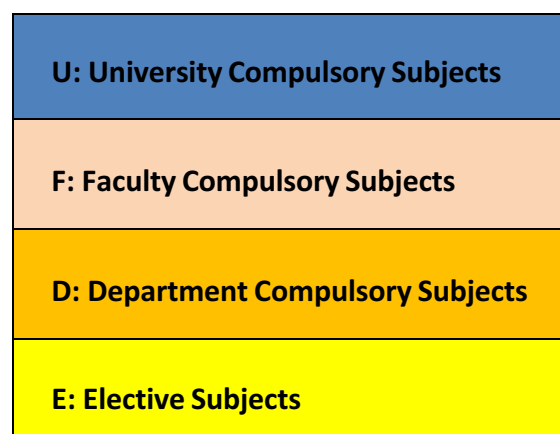 U: University Compulsory Subjects
F: Faculty Compulsory Subjects
D: Department Compulsory Subjects
E: Elective Subjects